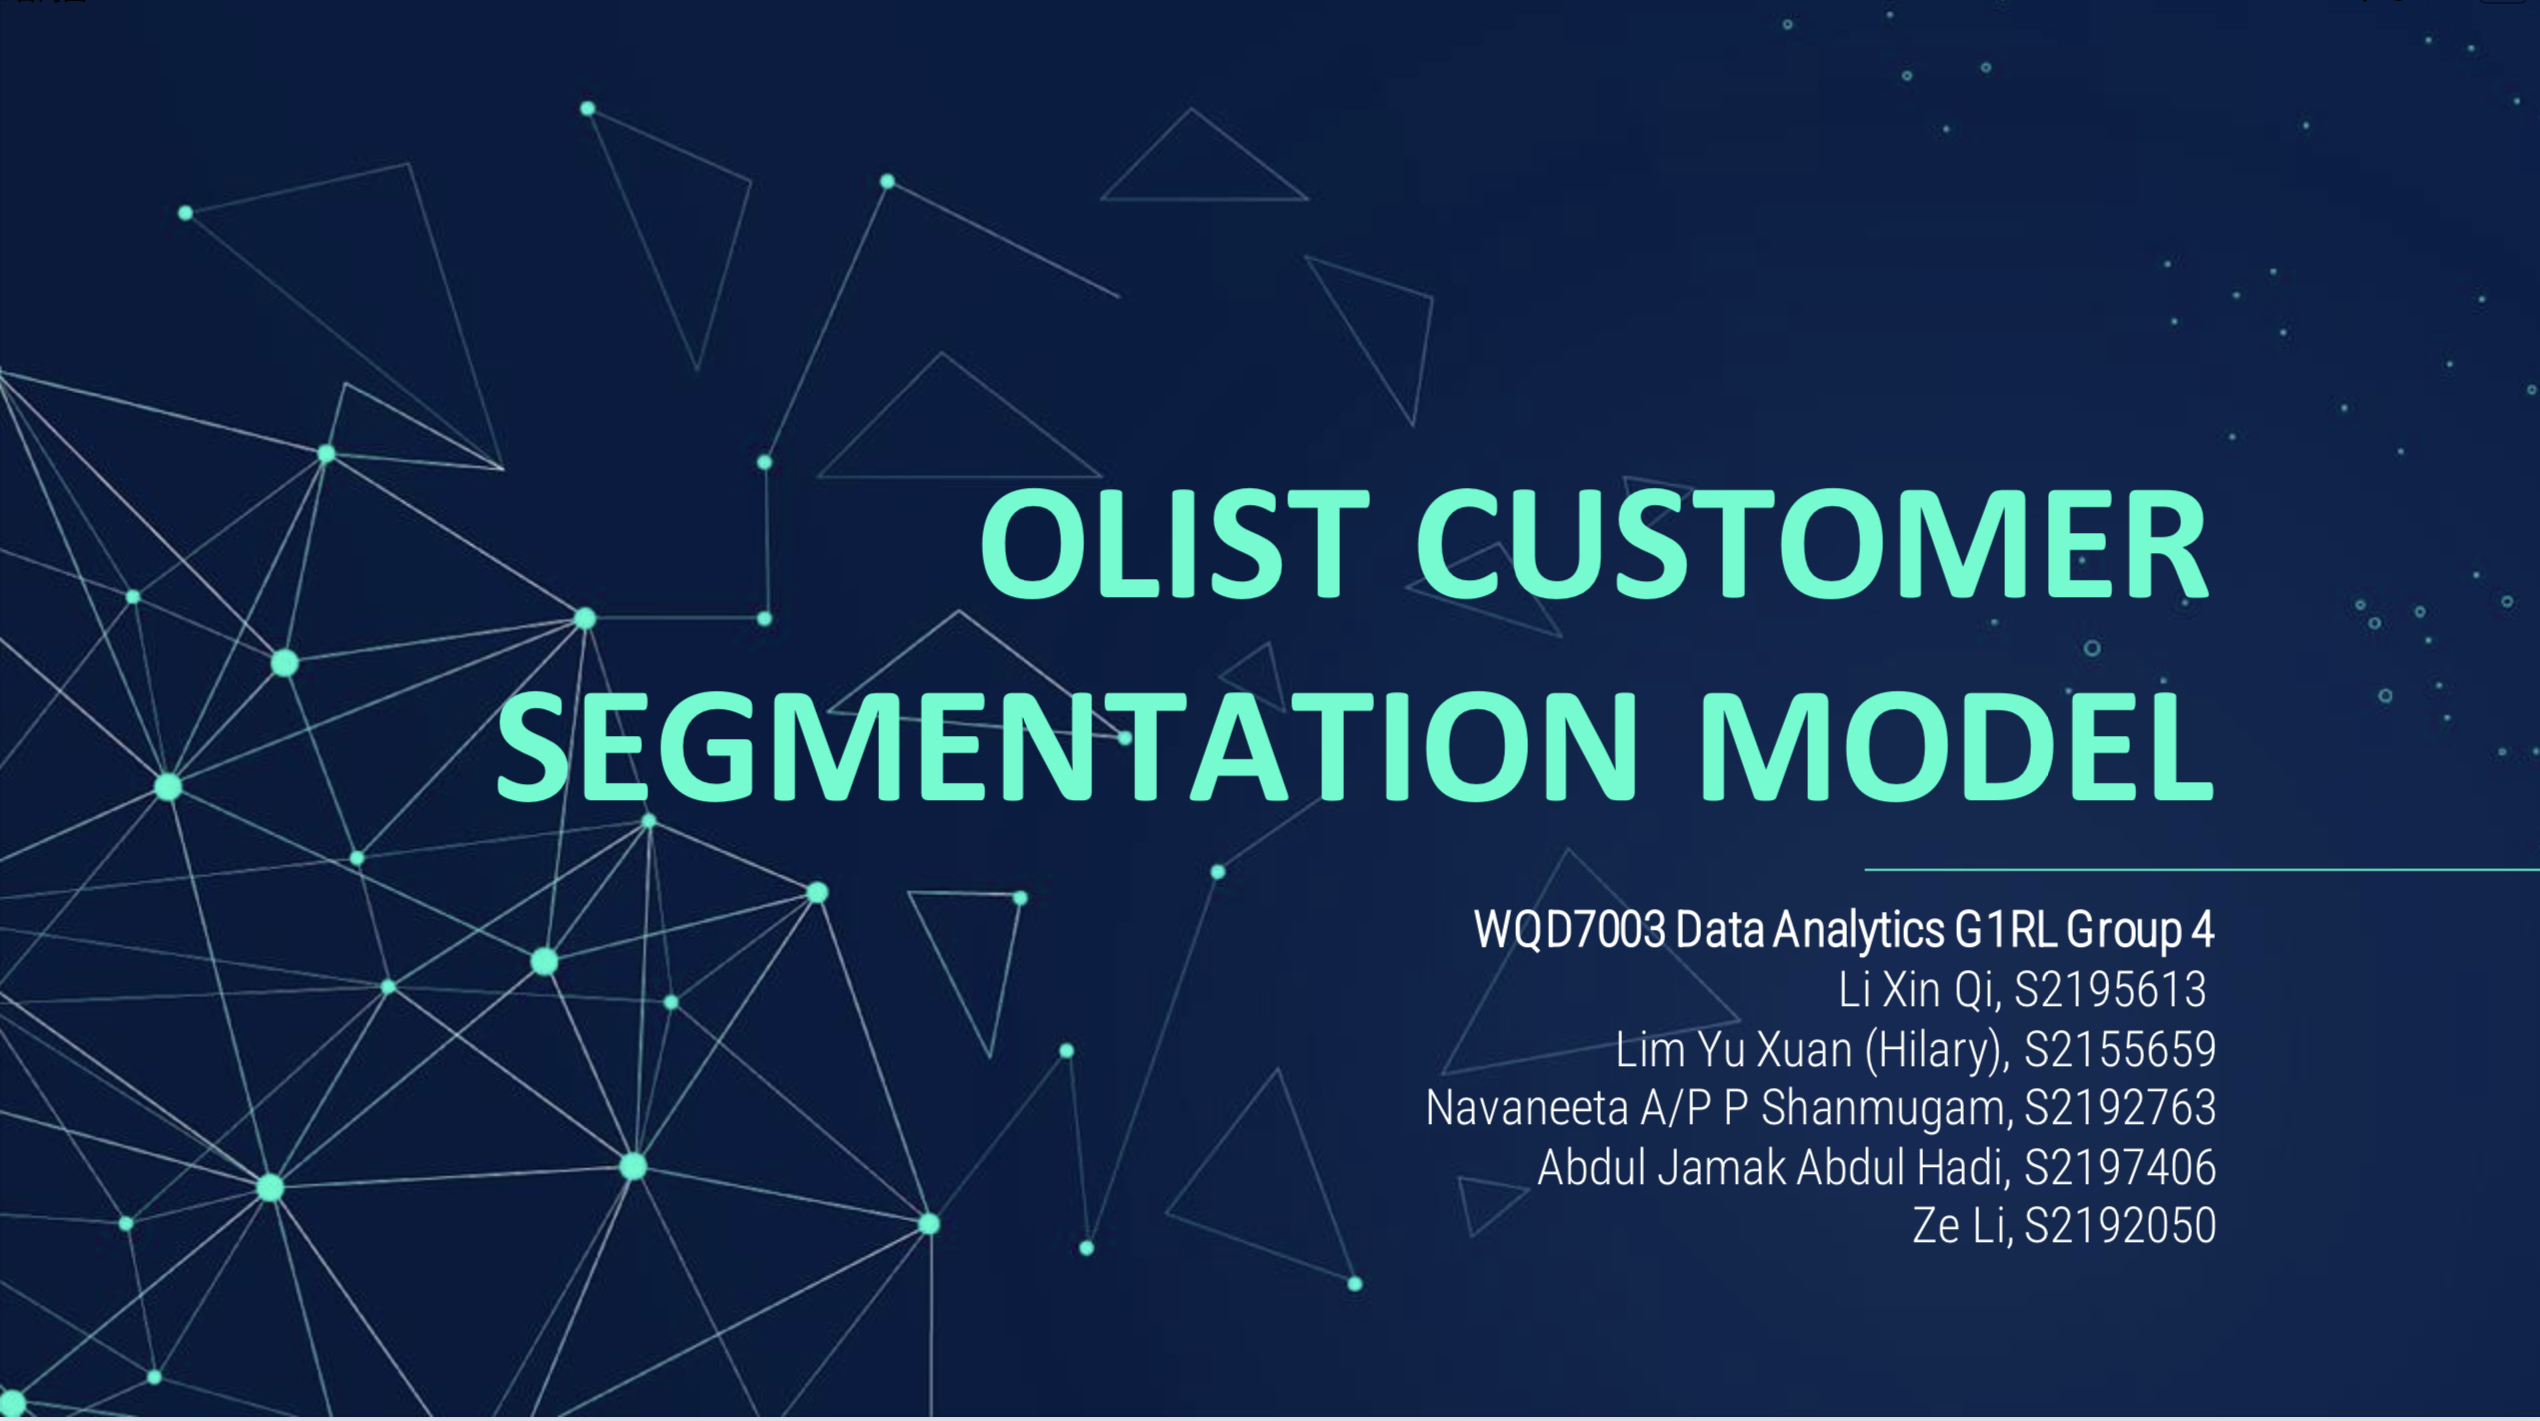 OLIST CUSTOMER
SEGMENTATION MODEL
WQD7003 Data Analytics G1RL Group 4
Li Xin Qi, S2195613
Lim Yu Xuan (Hilary), S2155659
Navaneeta A/P P Shanmugam, S2192763
Abdul Jamak Abdul Hadi, S2197406
Ze Li, S2192050